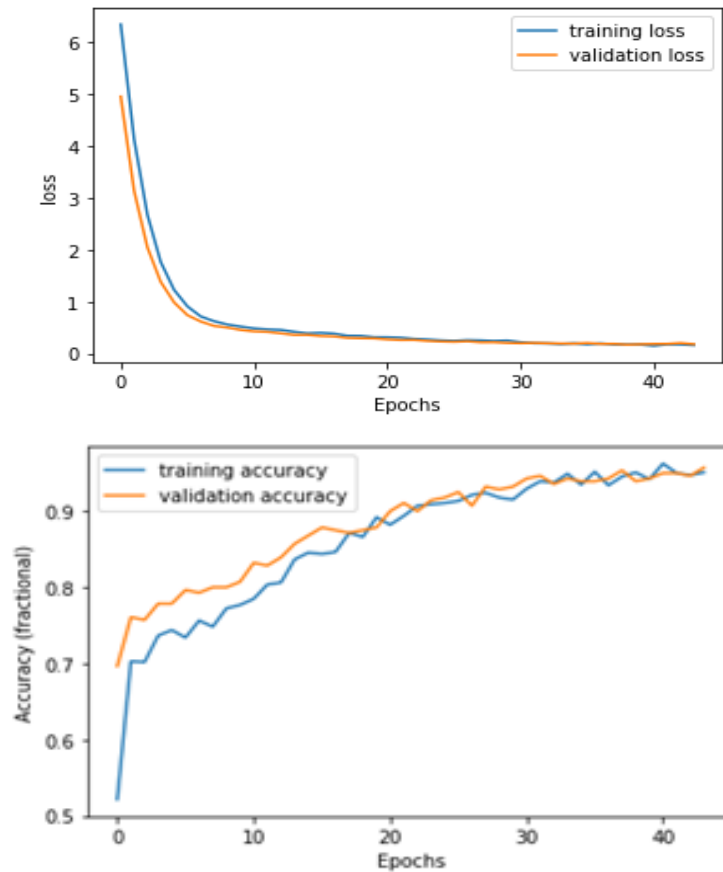 training loss
validation loss
6
5
4
3
2
1
0
loss
0 10 20 30 40
Epochs
training accuracy
validation accuracy
0.9
0.8
0.7
0.6
0.5
Accuracy (fractional)
0 10 20 30 40
Epochs